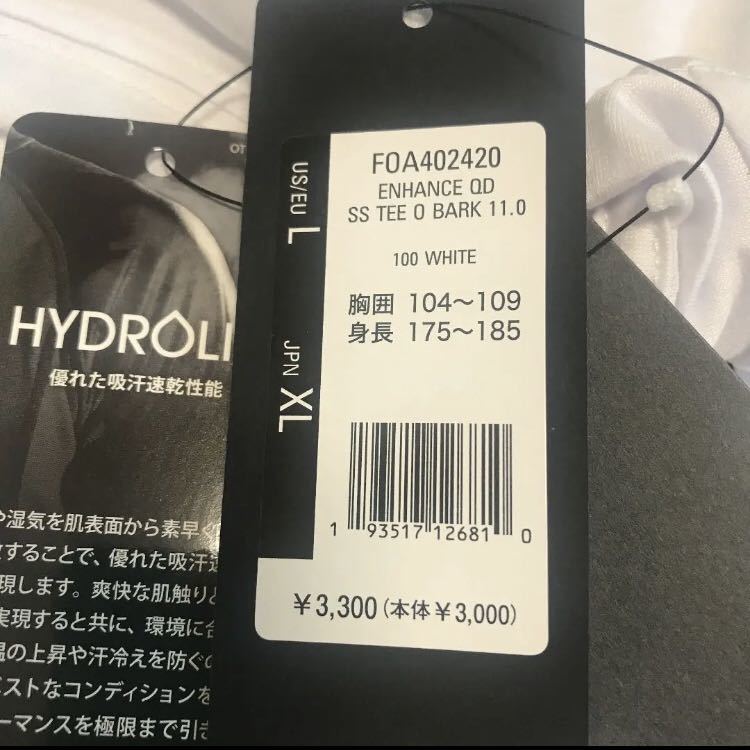 HYDROLI
優れた吸汗速乾性能
湿気を肌表面から素早く
することで、優れた吸汗速
現します。爽快な肌触りと
実現すると共に、環境に合
温の上昇や汗冷えを防ぐの
ベストなコンディションを
ーマンスを極限まで引き
US/EU L
JPN XL
FOA402420
ENHANCE QD
SS TEE O BARK 11.0
100 WHITE
胸囲 104～109
身長 175～185
1 93517 12681 0
¥3,300(本体¥3,000)